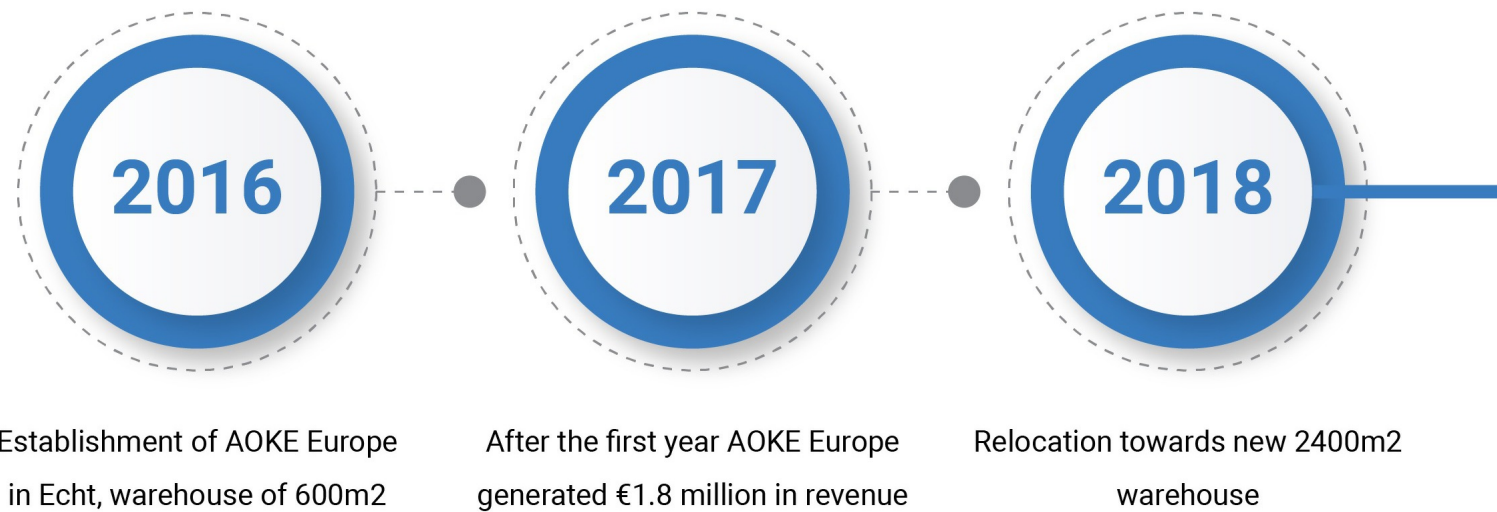 2016
2017
2018
Establishment of AOKE Europe
in Echt, warehouse of 600m2
After the first year AOKE Europe
generated €1.8 million in revenue
Relocation towards new 2400m2
warehouse